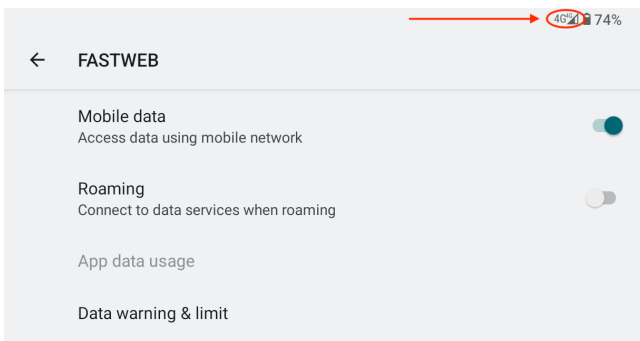 4G 4G 74%
FASTWEB
Mobile data
Access data using mobile network
Roaming
Connect to data services when roaming
App data usage
Data warning & limit